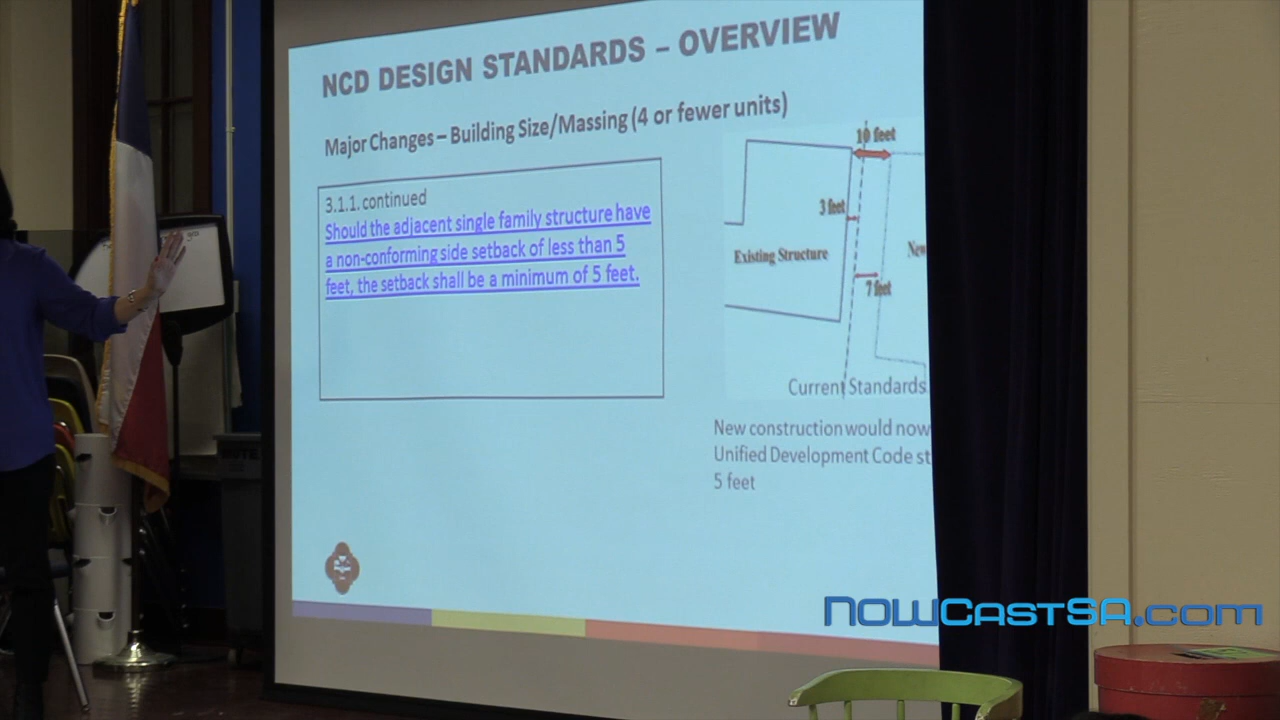 NCD DESIGN STANDARDS – OVERVIEW
Major Changes – Building Size/Massing (4 or fewer units)
3.1.1. continued
Should the adjacent single family structure have
a non-conforming side setback of less than 5
feet, the setback shall be a minimum of 5 feet.
10 feet
3 feet
Existing Structure
New
7 feet
Current Standards
New construction would now
Unified Development Code st
5 feet
NOWCastSA.com